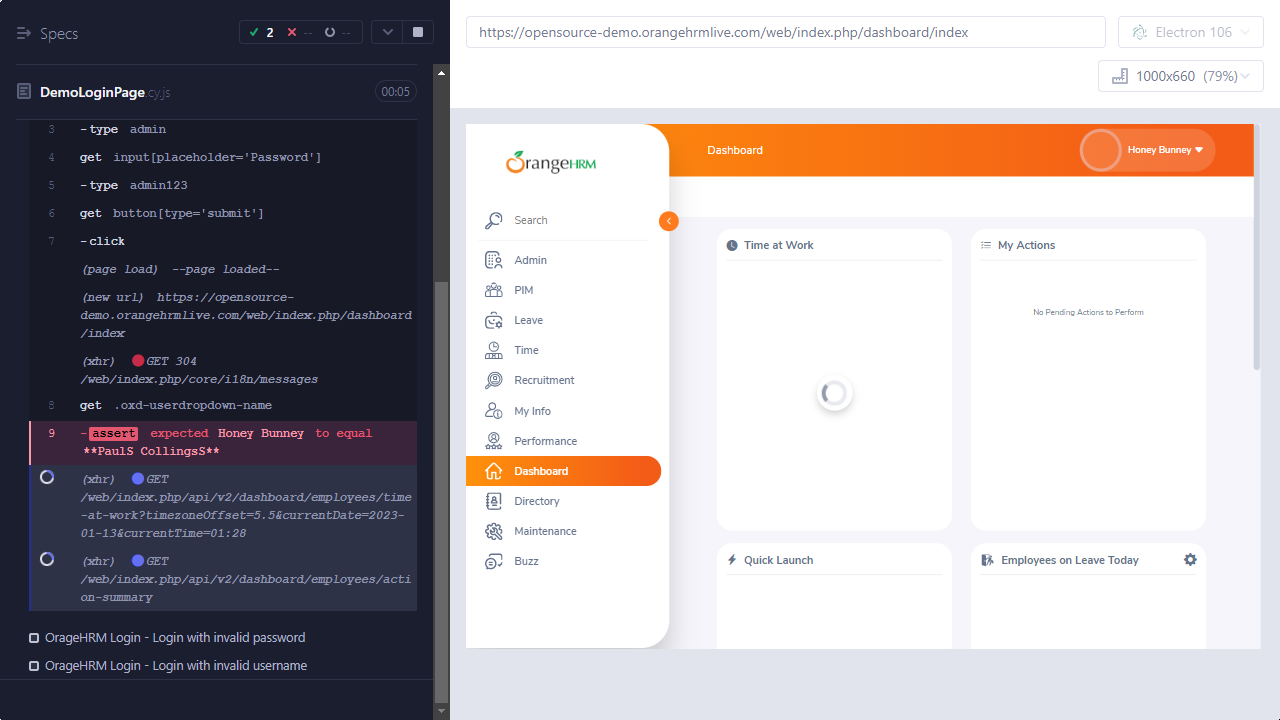 Specs
2
--
--
DemoLoginPage.cy.js
00:05
3 -type admin
4 get input[placeholder='Password']
5 -type admin123
6 get button[type='submit']
7 -click
(page load) --page loaded--
(new url) https://opensource-
demo.orangehrmlive.com/web/index.php/dashboard
/index
(xhr) GET 304
/web/index.php/core/i18n/messages
8 get .oxd-userdropdown-name
9 -assert expected Honey Bunney to equal
**PaulS CollingsS**
(xhr) GET
/web/index.php/api/v2/dashboard/employees/time
-at-work?timezoneOffset=5.5&currentDate=2023-
01-13&currentTime=01:28
(xhr) GET
/web/index.php/api/v2/dashboard/employees/acti
on-summary
OrageHRM Login - Login with invalid password
OrageHRM Login - Login with invalid username
https://opensource-demo.orangehrmlive.com/web/index.php/dashboard/index
Electron 106
1000x660 (79%)
OrangeHRM
Dashboard
Honey Bunney
Search
Admin
PIM
Leave
Time
Recruitment
My Info
Performance
Dashboard
Directory
Maintenance
Buzz
Time at Work
My Actions
No Pending Actions to Perform
Quick Launch
Employees on Leave Today